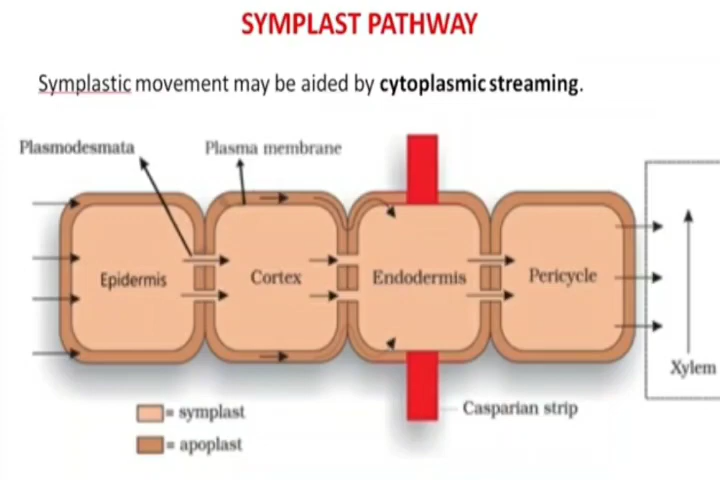 SYMPLAST PATHWAY
Symplastic movement may be aided by cytoplasmic streaming.
Plasmodesmata
Plasma membrane
Epidermis
Cortex
Endodermis
Pericycle
Xylem
= symplast
Casparian strip
= apoplast